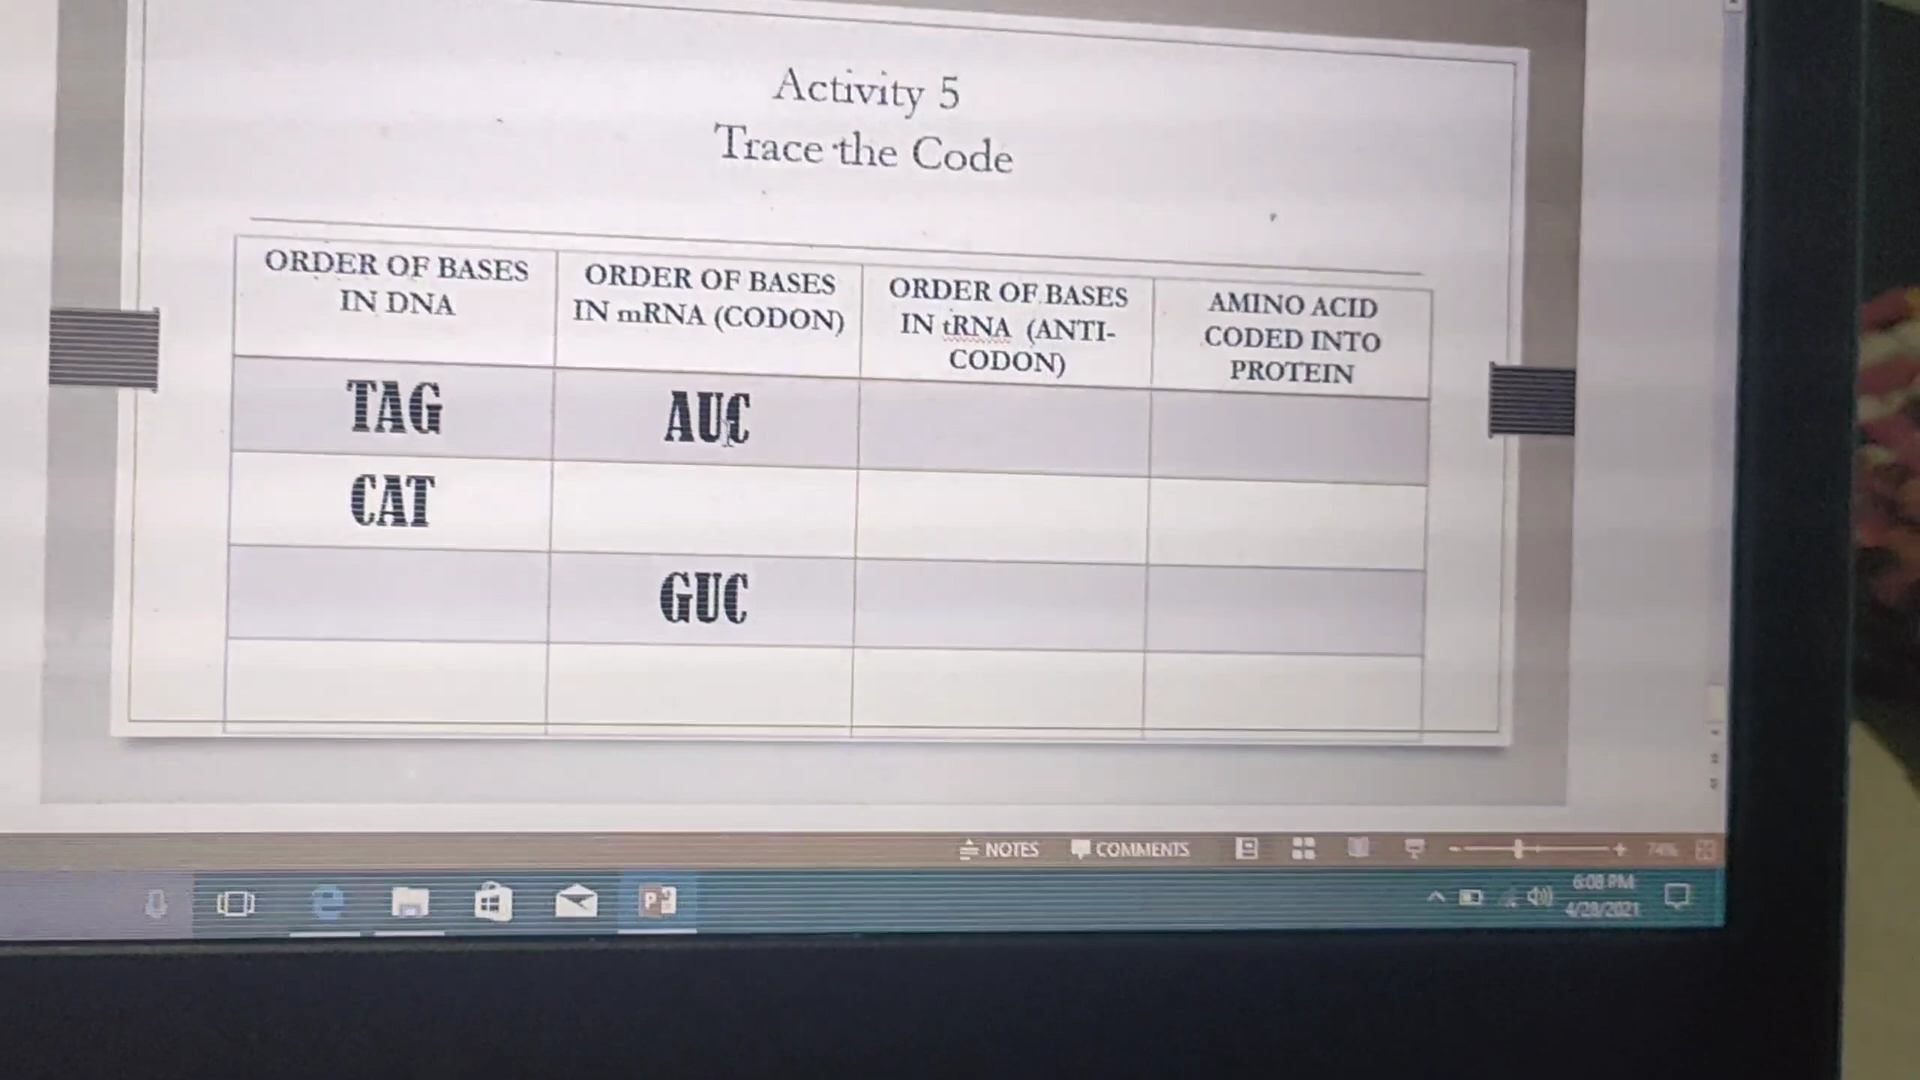 Activity 5
Trace the Code
ORDER OF BASES
IN DNA
ORDER OF BASES
IN mRNA (CODON)
ORDER OF BASES
IN tRNA (ANTI-
CODON)
AMINO ACID
CODED INTO
PROTEIN
TAG
AUC
CAT
GUC
NOTES
COMMENTS
74%
6:08 PM
4/28/2021